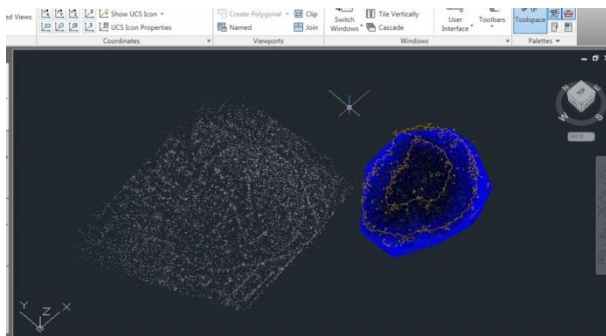 ed Views
Show UCS Icon
UCS Icon Properties
Coordinates
Create Polygonal
Named
Clip
Join
Viewports
Switch
Windows
Tile Vertically
Cascade
Windows
User
Interface
Toolbars
Toolspace
Palettes
TOP
N
E
S
W
WCS
Y
Z
X